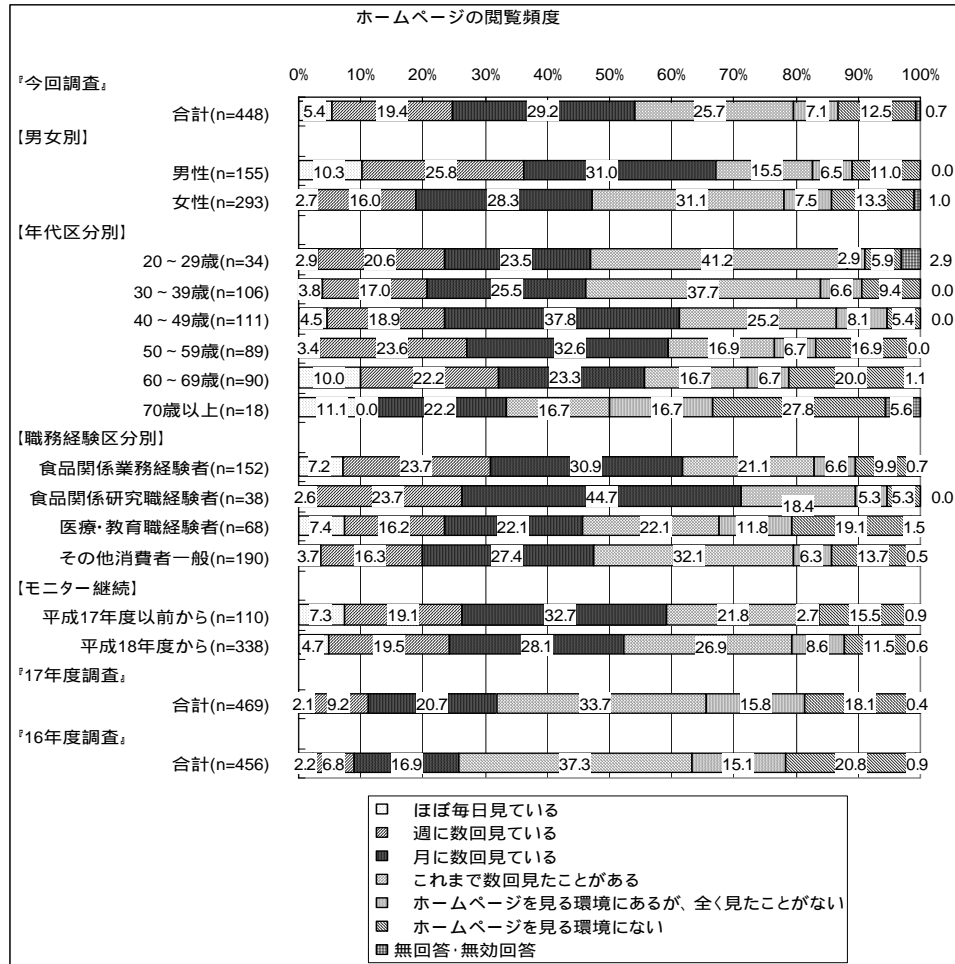 ホームページの閲覧頻度
0% 10% 20% 30% 40% 50% 60% 70% 80% 90% 100%
『今回調査』
合計(n=448) 5.4 19.4 29.2 25.7 7.1 12.5 0.7
【男女別】
男性(n=155) 10.3 25.8 31.0 15.5 6.5 11.0 0.0
女性(n=293) 2.7 16.0 28.3 31.1 7.5 13.3 1.0
【年代区分別】
20~29歳(n=34) 2.9 20.6 23.5 41.2 2.9 5.9 2.9
30~39歳(n=106) 3.8 17.0 25.5 37.7 6.6 9.4 0.0
40~49歳(n=111) 4.5 18.9 37.8 25.2 8.1 5.4 0.0
50~59歳(n=89) 3.4 23.6 32.6 16.9 6.7 16.9 0.0
60~69歳(n=90) 10.0 22.2 23.3 16.7 6.7 20.0 1.1
70歳以上(n=18) 11.1 0.0 22.2 16.7 16.7 27.8 5.6
【職務経験区分別】
食品関係業務経験者(n=152) 7.2 23.7 30.9 21.1 6.6 9.9 0.7
食品関係研究職経験者(n=38) 2.6 23.7 44.7 18.4 5.3 5.3 0.0
医療・教育職経験者(n=68) 7.4 16.2 22.1 22.1 11.8 19.1 1.5
その他消費者一般(n=190) 3.7 16.3 27.4 32.1 6.3 13.7 0.5
【モニター継続】
平成17年度以前から(n=110) 7.3 19.1 32.7 21.8 2.7 15.5 0.9
平成18年度から(n=338) 4.7 19.5 28.1 26.9 8.6 11.5 0.6
『17年度調査』
合計(n=469) 2.1 9.2 20.7 33.7 15.8 18.1 0.4
『16年度調査』
合計(n=456) 2.2 6.8 16.9 37.3 15.1 20.8 0.9
ほぼ毎日見ている
週に数回見ている
月に数回見ている
これまで数回見たことがある
ホームページを見る環境にあるが、全く見たことがない
ホームページを見る環境にない
無回答・無効回答